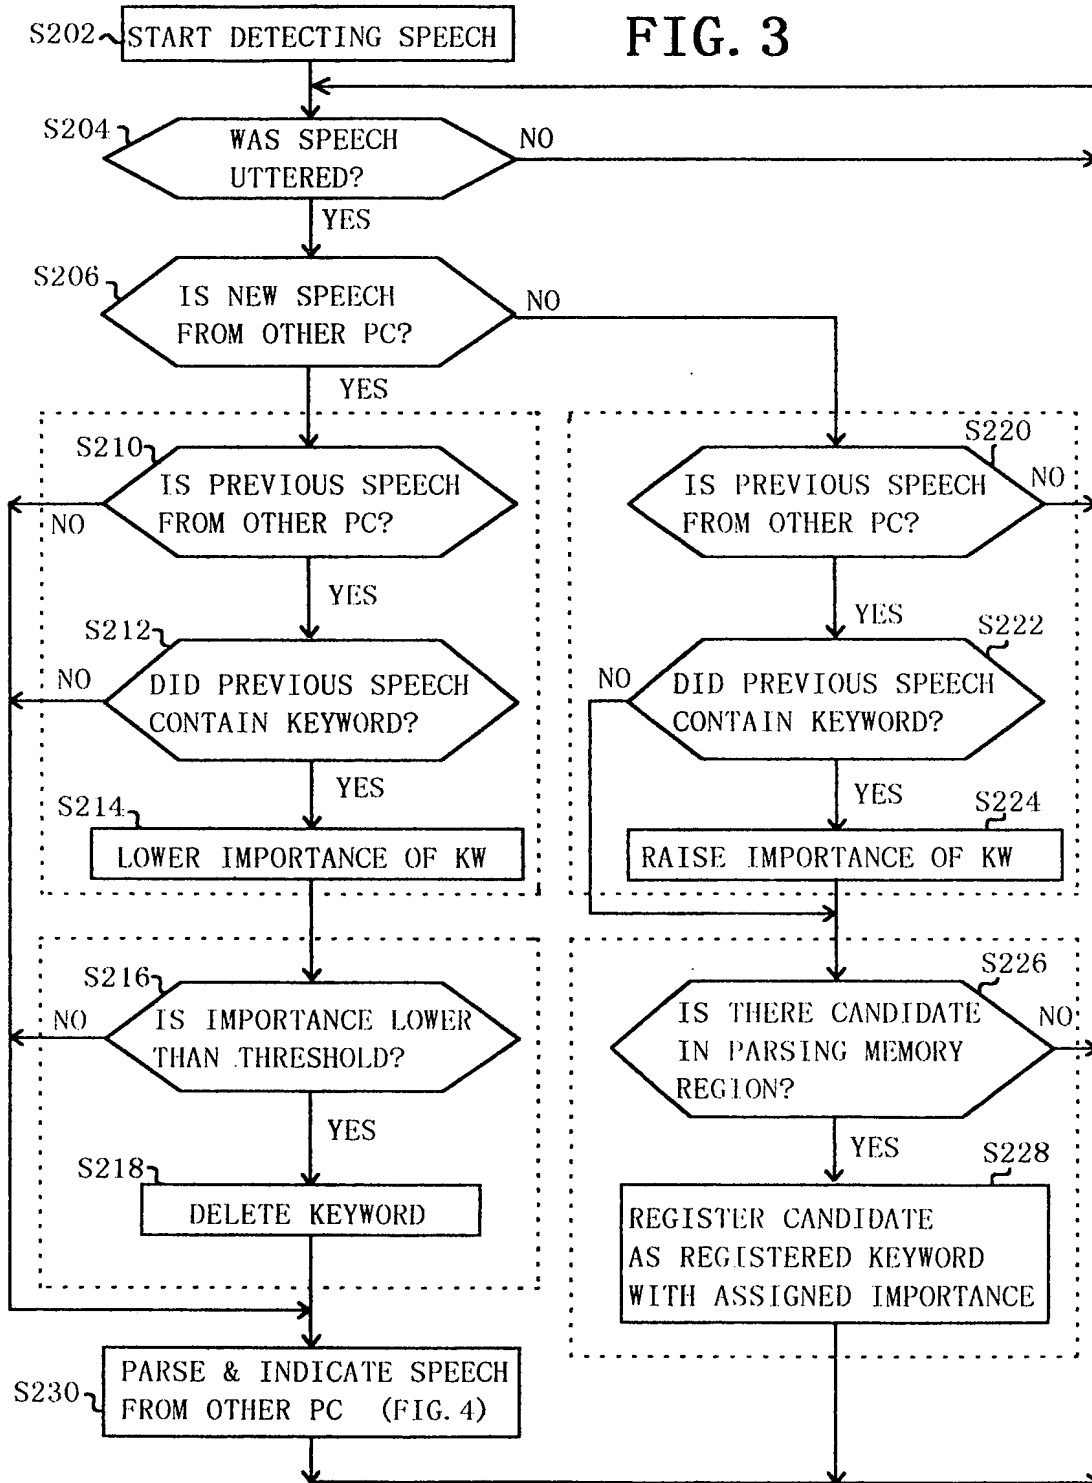 FIG. 3
S202
START DETECTING SPEECH
S204
WAS SPEECH
UTTERED?
NO
YES
S206
IS NEW SPEECH
FROM OTHER PC?
NO
YES
S210
IS PREVIOUS SPEECH
FROM OTHER PC?
NO
YES
S212
DID PREVIOUS SPEECH
CONTAIN KEYWORD?
NO
YES
S214
LOWER IMPORTANCE OF KW
S216
IS IMPORTANCE LOWER
THAN THRESHOLD?
NO
YES
S218
DELETE KEYWORD
S220
IS PREVIOUS SPEECH
FROM OTHER PC?
NO
YES
S222
DID PREVIOUS SPEECH
CONTAIN KEYWORD?
NO
YES
S224
RAISE IMPORTANCE OF KW
S226
IS THERE CANDIDATE
IN PARSING MEMORY
REGION?
NO
YES
S228
REGISTER CANDIDATE
AS REGISTERED KEYWORD
WITH ASSIGNED IMPORTANCE
S230
PARSE & INDICATE SPEECH
FROM OTHER PC (FIG. 4)